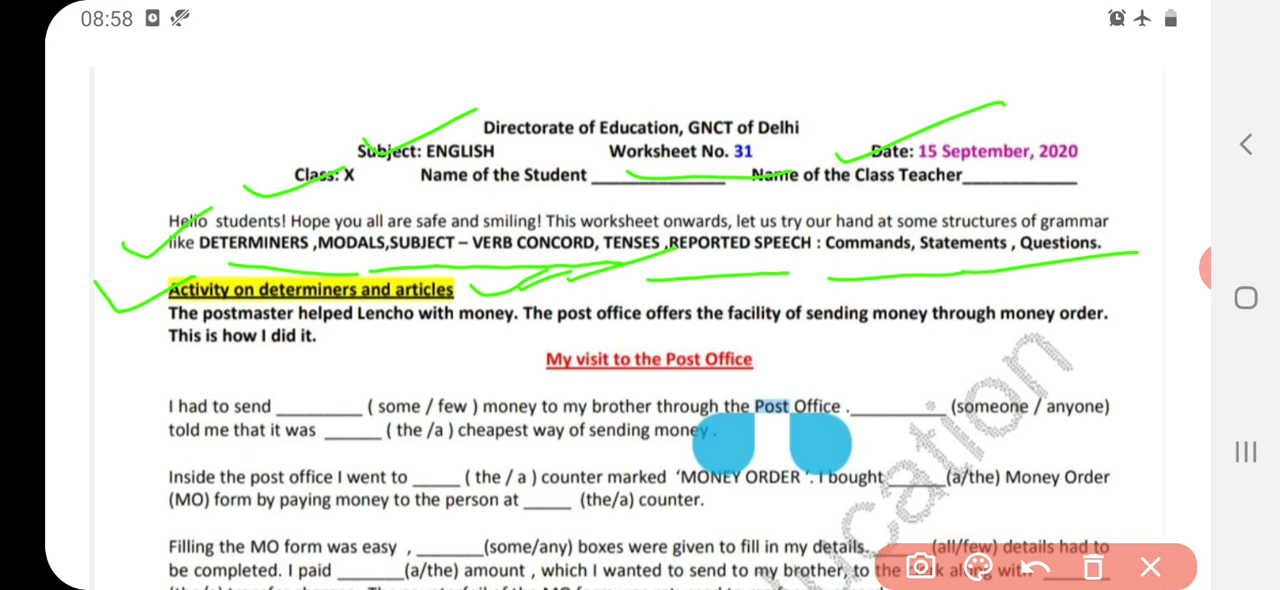 08:58
Directorate of Education, GNCT of Delhi
Subject: ENGLISH Worksheet No. 31 Date: 15 September, 2020
Class: X Name of the Student ____________ Name of the Class Teacher____________
Hello students! Hope you all are safe and smiling! This worksheet onwards, let us try our hand at some structures of grammar
like DETERMINERS ,MODALS,SUBJECT – VERB CONCORD, TENSES ,REPORTED SPEECH : Commands, Statements , Questions.
Activity on determiners and articles
The postmaster helped Lencho with money. The post office offers the facility of sending money through money order.
This is how I did it.
My visit to the Post Office
I had to send _________ ( some / few ) money to my brother through the Post Office .__________ (someone / anyone)
told me that it was ______ ( the /a ) cheapest way of sending money .
Inside the post office I went to _____ ( the / a ) counter marked ‘MONEY ORDER ’. I bought ______(a/the) Money Order
(MO) form by paying money to the person at _____ (the/a) counter.
Filling the MO form was easy , _______(some/any) boxes were given to fill in my details. ______ (all/few) details had to
be completed. I paid _______(a/the) amount , which I wanted to send to my brother, to the clerk along with _______
ucation